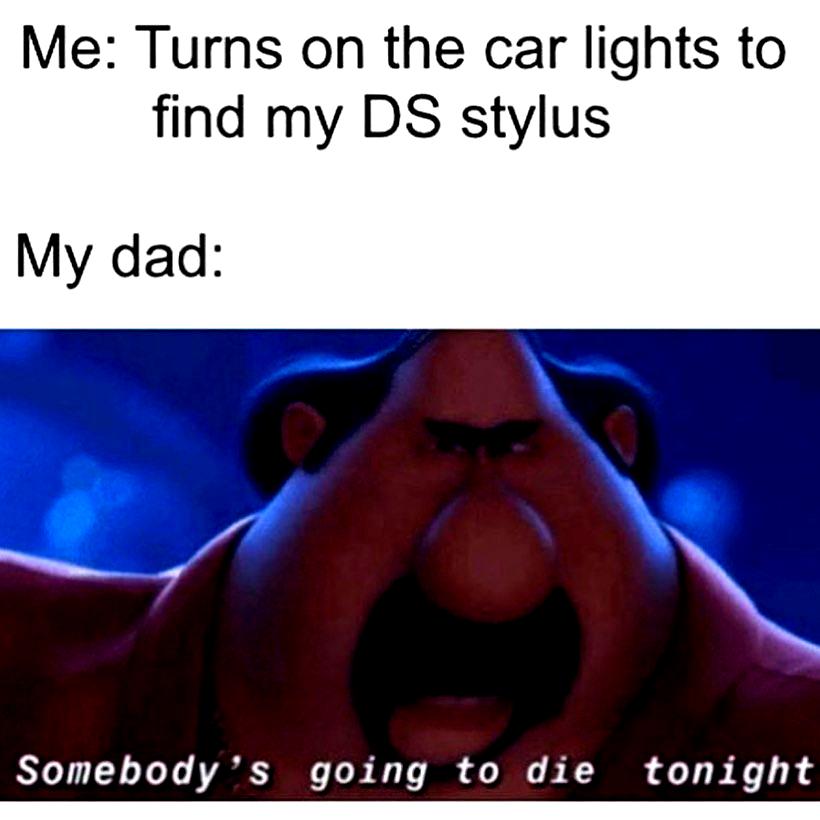 Me: Turns on the car lights to
find my DS stylus
My dad:
Somebody's going to die tonight